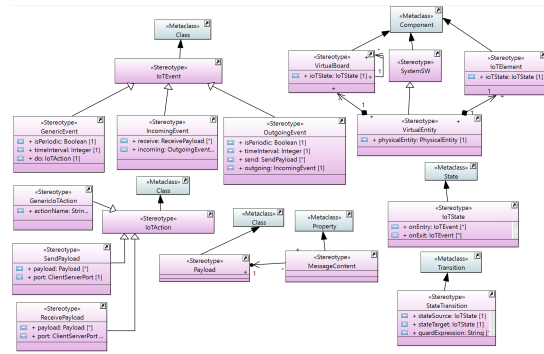 «Metaclass»
Class
«Stereotype»
IoTEvent
«Stereotype»
GenericEvent
+ isPeriodic: Boolean [1]
+ timeInterval: Integer [1]
+ do: IoTAction [1]
«Stereotype»
IncomingEvent
+ receive: ReceivePayload [*]
+ incoming: OutgoingEvent...
«Stereotype»
OutgoingEvent
+ isPeriodic: Boolean [1]
+ timeInterval: Integer [1]
+ send: SendPayload [*]
+ outgoing: IncomingEvent [1]
«Metaclass»
Component
«Stereotype»
VirtualBoard
+ iotState: IoTState [1]
«Stereotype»
SystemSW
«Stereotype»
IoTElement
+ iotState: IoTState [1]
«Stereotype»
VirtualEntity
+ physicalEntity: PhysicalEntity [1]
+
*
1
+
+
1
+
1
+
+
«Stereotype»
GenericIoTAction
+ actionName: Strin...
«Metaclass»
Class
«Stereotype»
IoTAction
«Stereotype»
SendPayload
+ payload: Payload [*]
+ port: ClientServerPort [1]
«Stereotype»
ReceivePayload
+ payload: Payload [*]
+ port: ClientServerPort ...
«Metaclass»
Class
«Stereotype»
Payload
«Metaclass»
Property
«Stereotype»
MessageContent
+
1
*
«Metaclass»
State
«Stereotype»
IoTState
+ onEntry: IoTEvent [*]
+ onExit: IoTEvent [*]
«Metaclass»
Transition
«Stereotype»
StateTransition
+ stateSource: IoTState [1]
+ stateTarget: IoTState [1]
+ guardExpression: String [